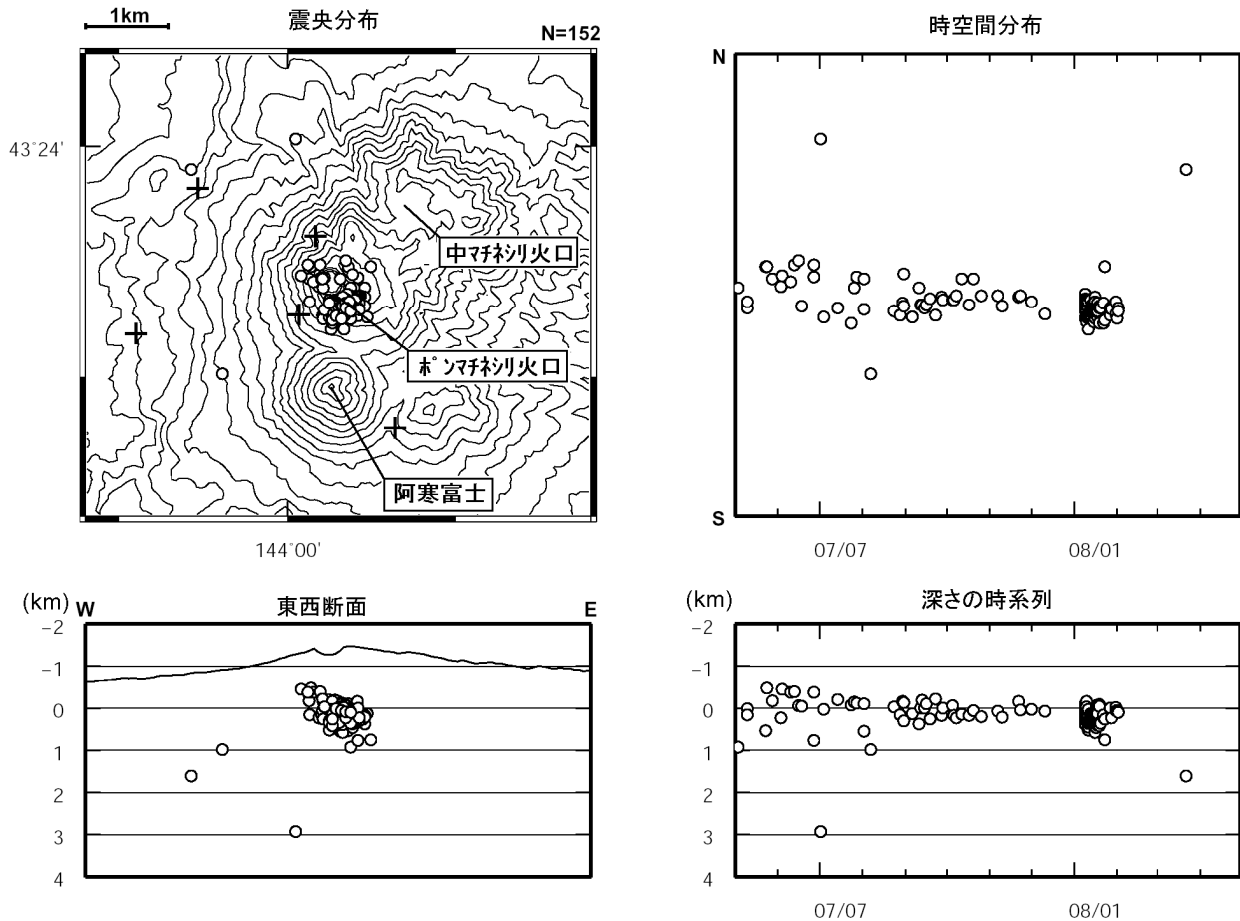 1km
震央分布
N=152
43°24'
中ﾏﾁﾈｼﾘ火口
ﾎﾟﾝﾏﾁﾈｼﾘ火口
阿寒富士
144°00'
時空間分布
N
S
07/07
08/01
(km)
W
東西断面
E
-2
-1
0
1
2
3
4
(km)
深さの時系列
-2
-1
0
1
2
3
4
07/07
08/01